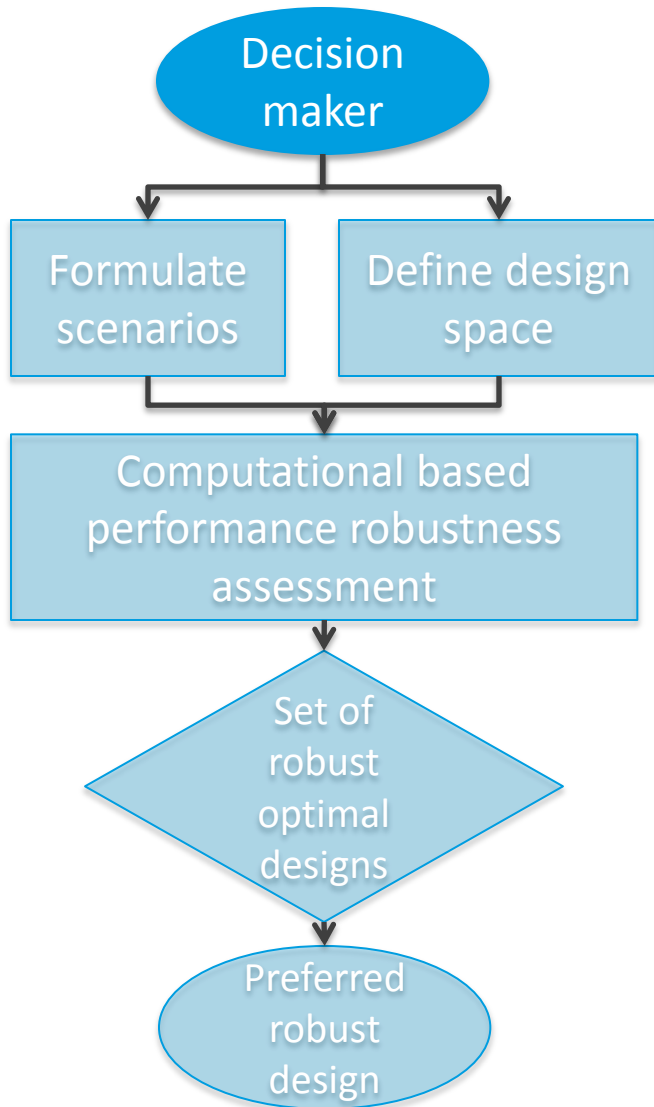 Decision
maker
Formulate
scenarios
Define design
space
Computational based
performance robustness
assessment
Set of
robust
optimal
designs
Preferred
robust
design